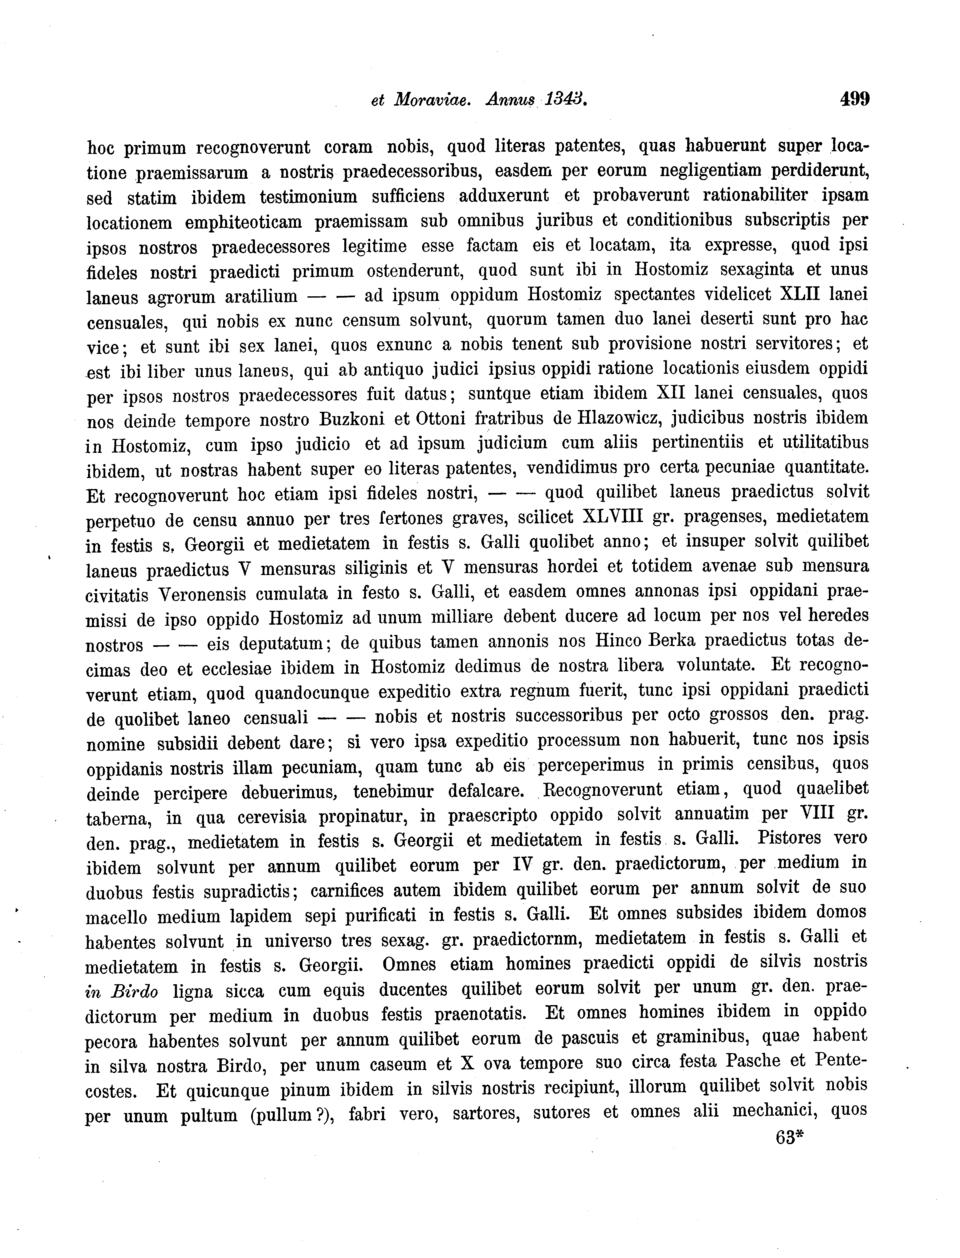 et Moraviae. Annus 1343. 499
hoc primum recognoverunt coram nobis, quod literas patentes, quas habuerunt super loca-
tione praemissarum a nostris praedecessoribus, easdem per eorum negligentiam perdiderunt,
sed statim ibidem testimonium sufficiens adduxerunt et probaverunt rationabiliter ipsam
locationem emphiteoticam praemissam sub omnibus juribus et conditionibus subscriptis per
ipsos nostros praedecessores legitime esse factam eis et locatam, ita expresse, quod ipsi
fideles nostri praedicti primum ostenderunt, quod sunt ibi in Hostomiz sexaginta et unus
laneus agrorum aratilium — — ad ipsum oppidum Hostomiz spectantes videlicet XLII lanei
censuales, qui nobis ex nunc censum solvunt, quorum tamen duo lanei deserti sunt pro hac
vice; et sunt ibi sex lanei, quos exnunc a nobis tenent sub provisione nostri servitores; et
est ibi liber unus laneus, qui ab antiquo judici ipsius oppidi ratione locationis eiusdem oppidi
per ipsos nostros praedecessores fuit datus; suntque etiam ibidem XII lanei censuales, quos
nos deinde tempore nostro Buzkoni et Ottoni fratribus de Hlazowicz, judicibus nostris ibidem
in Hostomiz, cum ipso judicio et ad ipsum judicium cum aliis pertinentiis et utilitatibus
ibidem, ut nostras habent super eo literas patentes, vendidimus pro certa pecuniae quantitate.
Et recognoverunt hoc etiam ipsi fideles nostri, — — quod quilibet laneus praedictus solvit
perpetuo de censu annuo per tres fertones graves, scilicet XLVIII gr. pragenses, medietatem
in festis s. Georgii et medietatem in festis s. Galli quolibet anno; et insuper solvit quilibet
laneus praedictus V mensuras siliginis et V mensuras hordei et totidem avenae sub mensura
civitatis Veronensis cumulata in festo s. Galli, et easdem omnes annonas ipsi oppidani prae-
missi de ipso oppido Hostomiz ad unum milliare debent ducere ad locum per nos vel heredes
nostros — — eis deputatum; de quibus tamen annonis nos Hinco Berka praedictus totas de-
cimas deo et ecclesiae ibidem in Hostomiz dedimus de nostra libera voluntate. Et recogno-
verunt etiam, quod quandocunque expeditio extra regnum fuerit, tunc ipsi oppidani praedicti
de quolibet laneo censuali — — nobis et nostris successoribus per octo grossos den. prag.
nomine subsidii debent dare; si vero ipsa expeditio processum non habuerit, tunc nos ipsis
oppidanis nostris illam pecuniam, quam tunc ab eis perceperimus in primis censibus, quos
deinde percipere debuerimus, tenebimur defalcare. Recognoverunt etiam, quod quaelibet
taberna, in qua cerevisia propinatur, in praescripto oppido solvit annuatim per VIII gr.
den. prag., medietatem in festis s. Georgii et medietatem in festis s. Galli. Pistores vero
ibidem solvunt per annum quilibet eorum per IV gr. den. praedictorum, per medium in
duobus festis supradictis; carnifices autem ibidem quilibet eorum per annum solvit de suo
macello medium lapidem sepi purificati in festis s. Galli. Et omnes subsides ibidem domos
habentes solvunt in universo tres sexag. gr. praedictornm, medietatem in festis s. Galli et
medietatem in festis s. Georgii. Omnes etiam homines praedicti oppidi de silvis nostris
in Birdo ligna sicca cum equis ducentes quilibet eorum solvit per unum gr. den. prae-
dictorum per medium in duobus festis praenotatis. Et omnes homines ibidem in oppido
pecora habentes solvunt per annum quilibet eorum de pascuis et graminibus, quae habent
in silva nostra Birdo, per unum caseum et X ova tempore suo circa festa Pasche et Pente-
costes. Et quicunque pinum ibidem in silvis nostris recipiunt, illorum quilibet solvit nobis
per unum pultum (pullum?), fabri vero, sartores, sutores et omnes alii mechanici, quos
63*